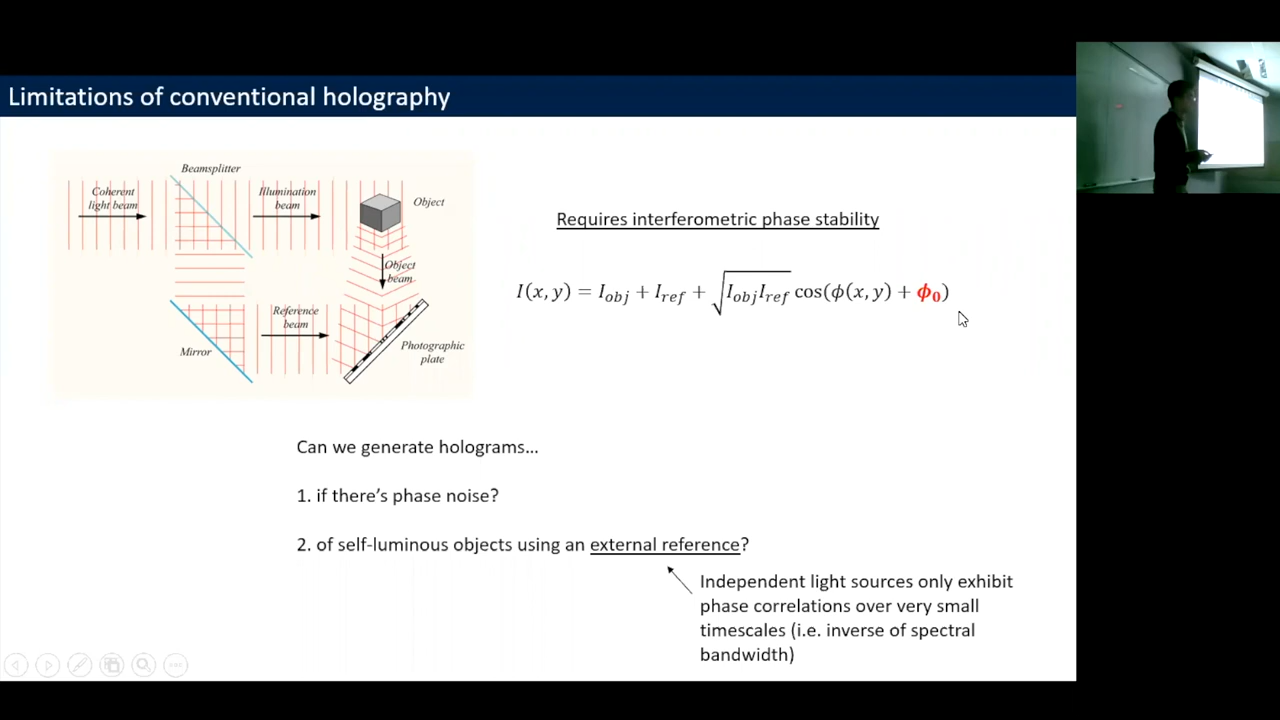 Limitations of conventional holography
Beamsplitter
Coherent
light beam
Illumination
beam
Object
Object
beam
Reference
beam
Mirror
Photographic
plate
Requires interferometric phase stability
I(x, y) = I_obj + I_ref + √(I_obj I_ref) cos(ϕ(x, y) + ϕ₀)
Can we generate holograms...
1. if there's phase noise?
2. of self-luminous objects using an external reference?
Independent light sources only exhibit
phase correlations over very small
timescales (i.e. inverse of spectral
bandwidth)